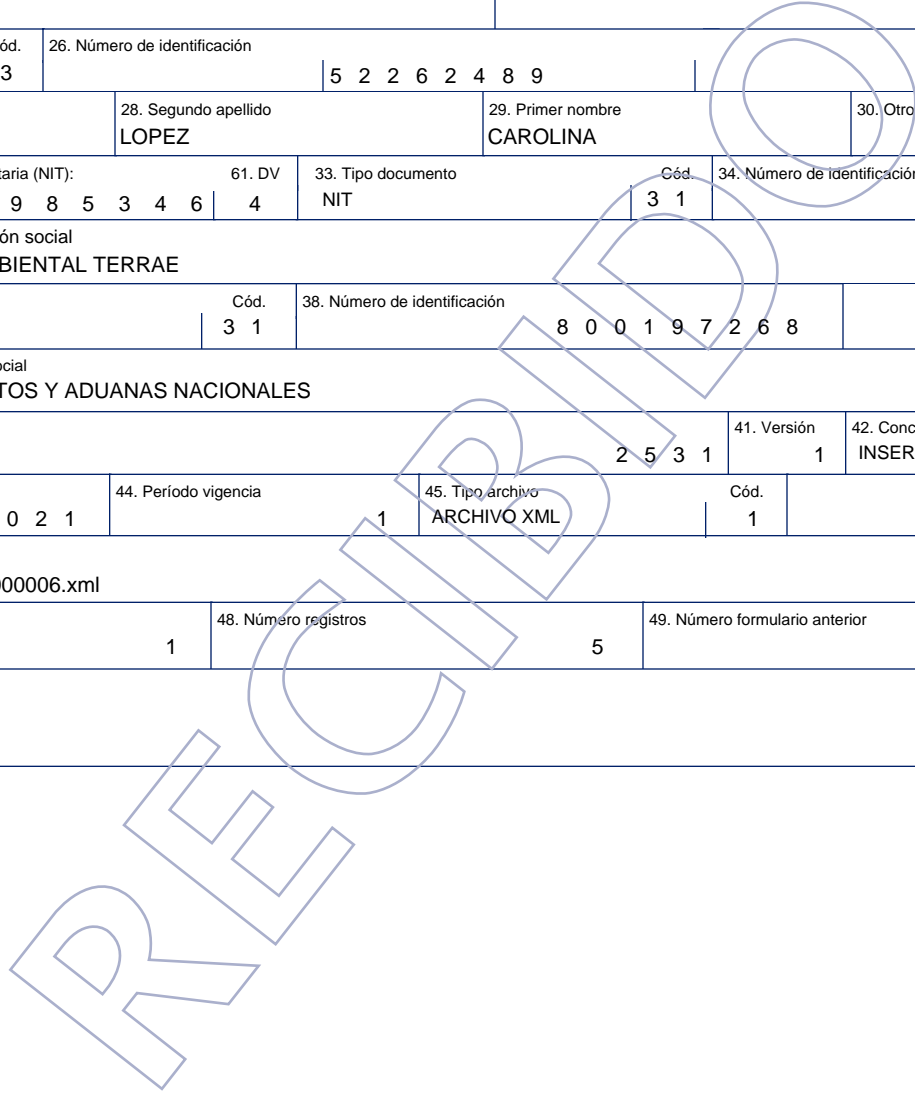 ód. 26. Número de identificación
3 5 2 2 6 2 4 8 9
28. Segundo apellido 29. Primer nombre 30. Otro
LOPEZ CAROLINA
taria (NIT): 61. DV 33. Tipo documento Cód. 34. Número de identificación
9 8 5 3 4 6 4 NIT 3 1
ón social
BIENTAL TERRAE
Cód. 38. Número de identificación
3 1 8 0 0 1 9 7 2 6 8
ocial
TOS Y ADUANAS NACIONALES
41. Versión 42. Conc
2 5 3 1 1 INSER
44. Período vigencia 45. Tipo archivo Cód.
0 2 1 1 ARCHIVO XML 1
000006.xml
48. Número registros 49. Número formulario anterior
1 5
RECIBIDO